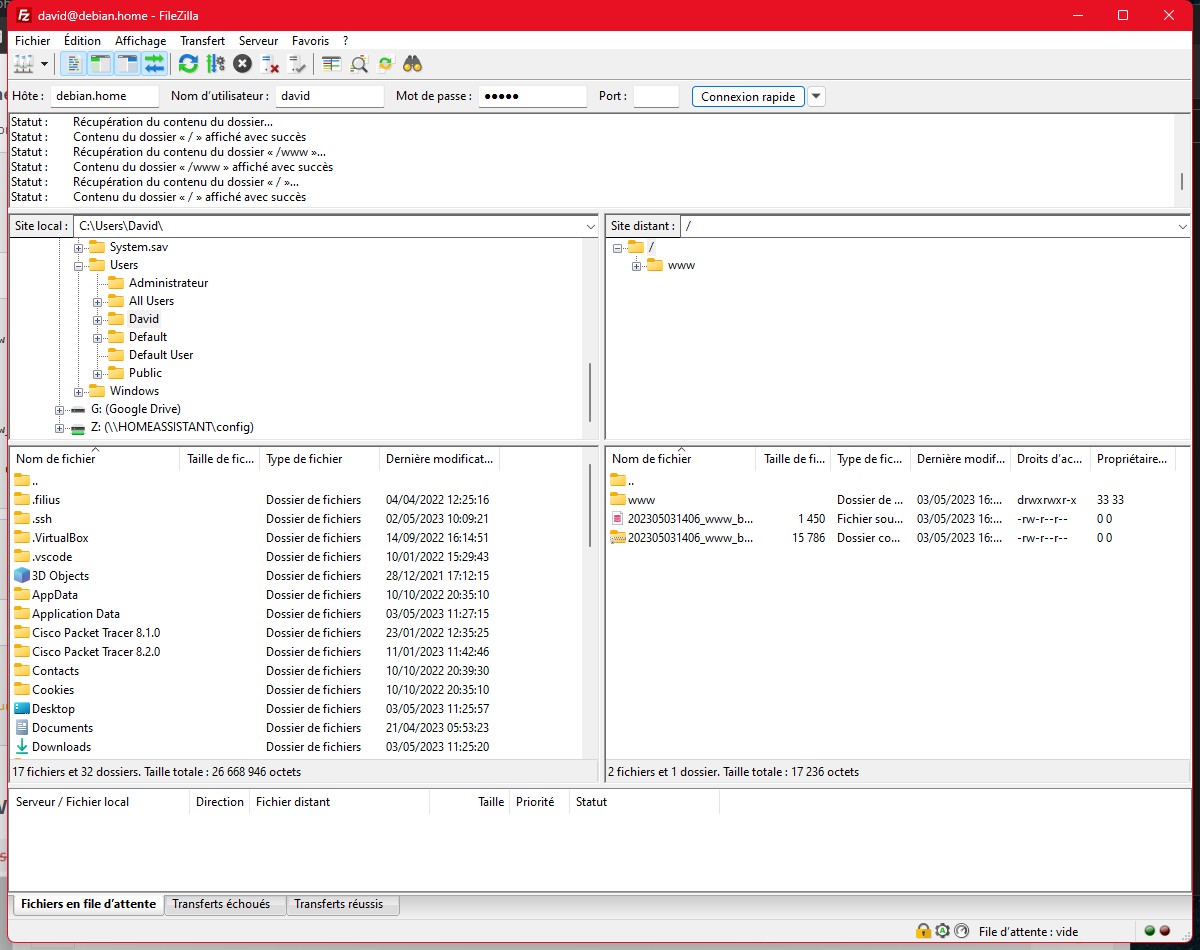 david@debian.home - FileZilla
Fichier Édition Affichage Transfert Serveur Favoris ?
Hôte : debian.home Nom d'utilisateur : david Mot de passe : ●●●●● Port : Connexion rapide
Statut : Récupération du contenu du dossier...
Statut : Contenu du dossier « / » affiché avec succès
Statut : Récupération du contenu du dossier « /www »...
Statut : Contenu du dossier « /www » affiché avec succès
Statut : Récupération du contenu du dossier « / »...
Statut : Contenu du dossier « / » affiché avec succès
Site local : C:\Users\David\
System.sav
Users
Administrateur
All Users
David
Default
Default User
Public
Windows
G: (Google Drive)
Z: (\\HOMEASSISTANT\config)
Site distant : /
/
www
Nom de fichier Taille de fic... Type de fichier Dernière modificat...
..
.filius Dossier de fichiers 04/04/2022 12:25:16
.ssh Dossier de fichiers 02/05/2023 10:09:21
.VirtualBox Dossier de fichiers 14/09/2022 16:14:51
.vscode Dossier de fichiers 10/01/2022 15:29:43
3D Objects Dossier de fichiers 28/12/2021 17:12:15
AppData Dossier de fichiers 10/10/2022 20:35:10
Application Data Dossier de fichiers 03/05/2023 11:27:15
Cisco Packet Tracer 8.1.0 Dossier de fichiers 23/01/2022 12:35:25
Cisco Packet Tracer 8.2.0 Dossier de fichiers 11/01/2023 11:42:46
Contacts Dossier de fichiers 10/10/2022 20:39:30
Cookies Dossier de fichiers 10/10/2022 20:35:10
Desktop Dossier de fichiers 03/05/2023 11:25:57
Documents Dossier de fichiers 21/04/2023 05:53:23
Downloads Dossier de fichiers 03/05/2023 11:25:20
17 fichiers et 32 dossiers. Taille totale : 26 668 946 octets
Nom de fichier Taille de fi... Type de fic... Dernière modif... Droits d'ac... Propriétaire...
..
www Dossier de ... 03/05/2023 16:... drwxrwxr-x 33 33
202305031406_www_b... 1 450 Fichier sou... 03/05/2023 16:... -rw-r--r-- 0 0
202305031406_www_b... 15 786 Dossier co... 03/05/2023 16:... -rw-r--r-- 0 0
2 fichiers et 1 dossier. Taille totale : 17 236 octets
Serveur / Fichier local Direction Fichier distant Taille Priorité Statut
Fichiers en file d'attente Transferts échoués Transferts réussis
File d'attente : vide